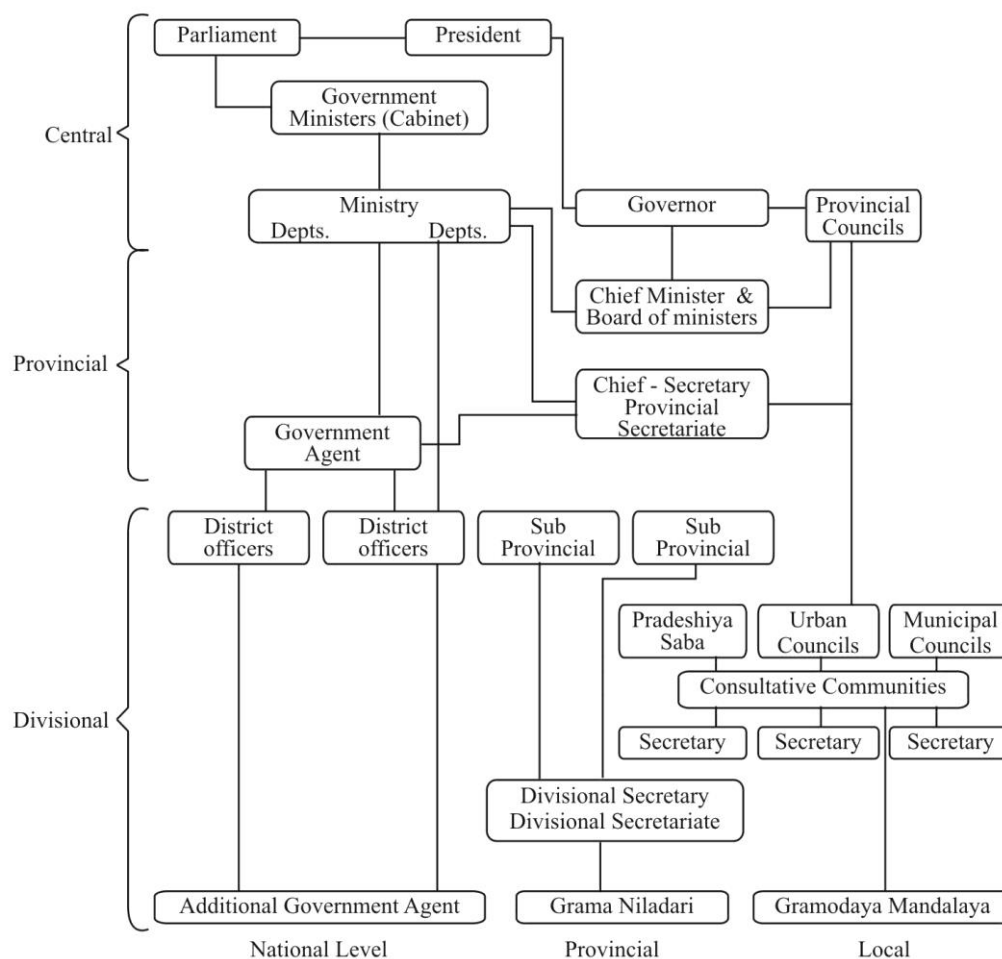 Parliament
President
Government
Ministers (Cabinet)
Central
Ministry
Depts.
Depts.
Governor
Provincial
Councils
Chief Minister &
Board of ministers
Provincial
Chief - Secretary
Provincial
Secretariate
Government
Agent
District
officers
District
officers
Sub
Provincial
Sub
Provincial
Pradeshiya
Saba
Urban
Councils
Municipal
Councils
Consultative Communities
Divisional
Secretary
Secretary
Secretary
Divisional Secretary
Divisional Secretariate
Additional Government Agent
Grama Niladari
Gramodaya Mandalaya
National Level
Provincial
Local